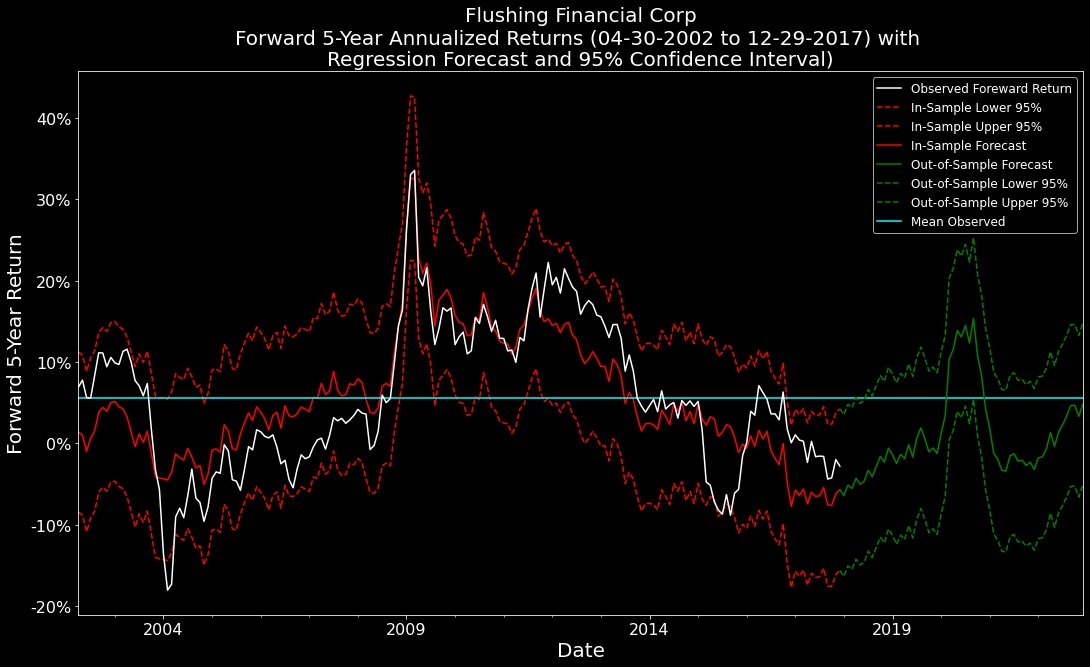 Flushing Financial Corp
Forward 5-Year Annualized Returns (04-30-2002 to 12-29-2017) with
Regression Forecast and 95% Confidence Interval)
Observed Foreward Return
In-Sample Lower 95%
In-Sample Upper 95%
In-Sample Forecast
Out-of-Sample Forecast
Out-of-Sample Lower 95%
Out-of-Sample Upper 95%
Mean Observed
Forward 5-Year Return
40%
30%
20%
10%
0%
-10%
-20%
2004
2009
2014
2019
Date